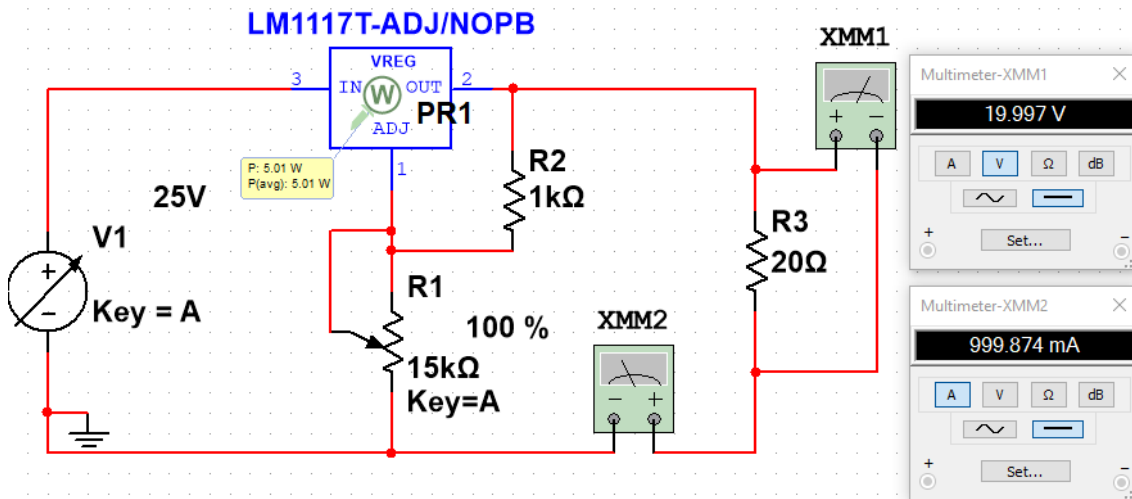 LM1117T-ADJ/NOPB
XMM1
VREG
3
IN
W
OUT
2
PR1
ADJ
1
P: 5.01 W
P(avg): 5.01 W
R2
1kΩ
25V
V1
+
−
Key = A
R1
100 %
15kΩ
Key=A
R3
20Ω
XMM2
− +
+ −
Multimeter-XMM1
19.997 V
A V Ω dB
Set...
+ −
Multimeter-XMM2
999.874 mA
A V Ω dB
Set...
+ −